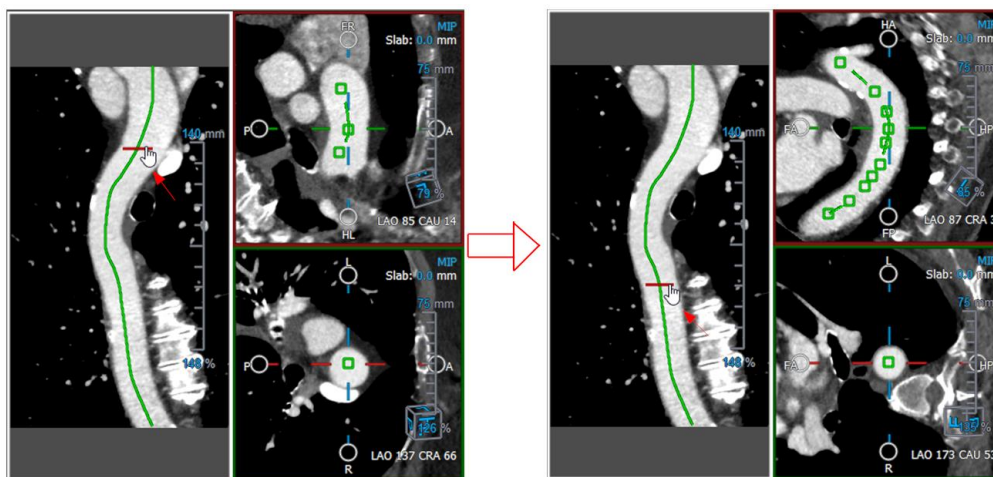 140 mm
148 %
FR
MIP
Slab: 0.0 mm
75 mm
P
A
79 %
LAO 85 CAU 14
HL
L
MIP
Slab: 0.0 mm
75 mm
P
A
126 %
LAO 137 CRA 66
R
140 mm
148 %
HA
MIP
Slab: 0.0 mm
75 mm
FA
HP
85 %
LAO 87 CRA 3
FP
L
MIP
Slab: 0.0 mm
75 mm
FA
HP
LAO 173 CAU 53
R